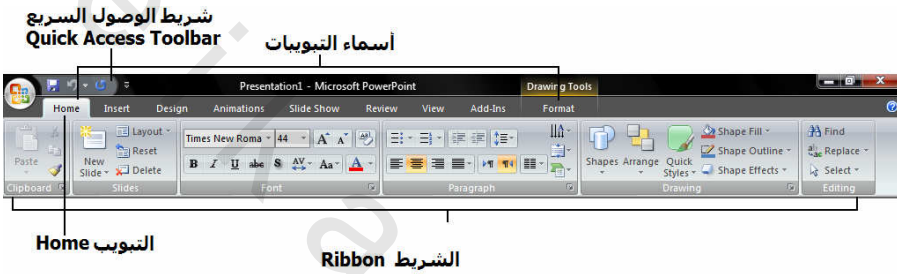 شريط الوصول السريع
Quick Access Toolbar
أسماء التبويبات
Presentation1 - Microsoft PowerPoint
Drawing Tools
Home Insert Design Animations Slide Show Review View Add-Ins Format
Paste
New Slide
Layout
Reset
Delete
Times New Roma 44 A A
B I U abc S AV Aa A
Shapes Arrange Quick Styles
Shape Fill
Shape Outline
Shape Effects
Find
Replace
Select
Clipboard Slides Font Paragraph Drawing Editing
التبويب Home
الشريط Ribbon